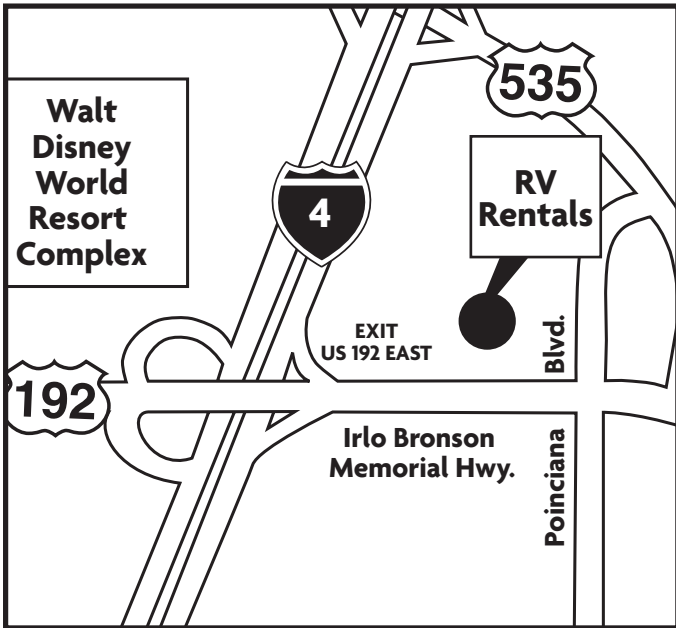 535
Walt
Disney
World
Resort
Complex
RV
Rentals
4
EXIT
US 192 EAST
Blvd.
192
Irlo Bronson
Memorial Hwy.
Poinciana